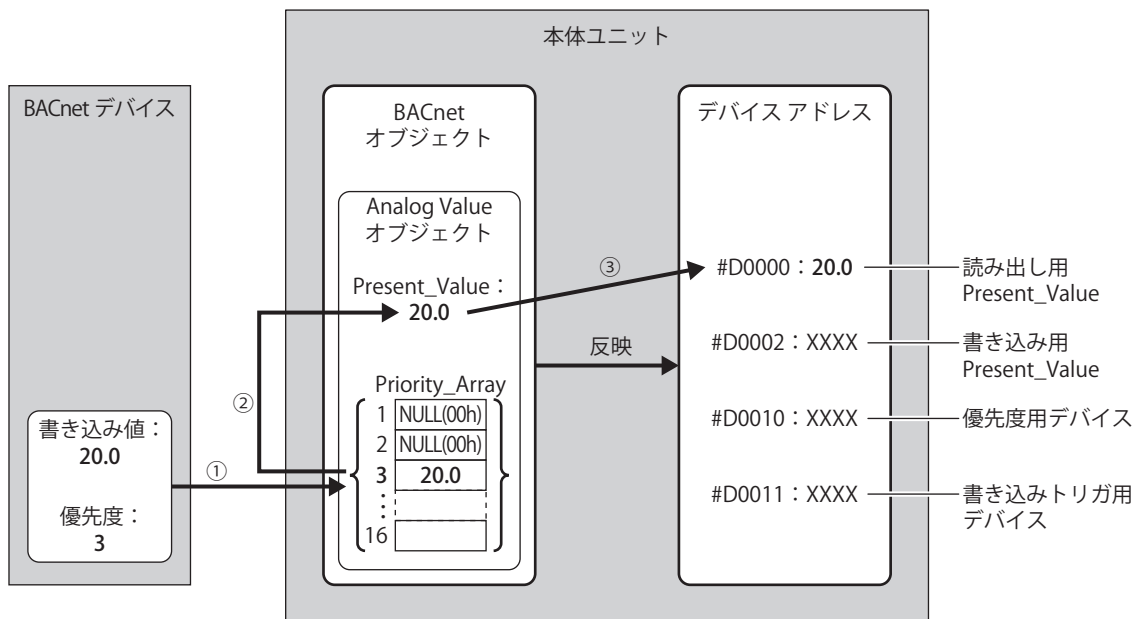 本体ユニット
BACnet デバイス
書き込み値：
20.0
優先度：
3
①
②
BACnet
オブジェクト
Analog Value
オブジェクト
Present_Value：
20.0
Priority_Array
1 NULL(00h)
2 NULL(00h)
3 20.0
：
16
③
反映
デバイス アドレス
#D0000：20.0
読み出し用
Present_Value
#D0002：XXXX
書き込み用
Present_Value
#D0010：XXXX
優先度用デバイス
#D0011：XXXX
書き込みトリガ用
デバイス